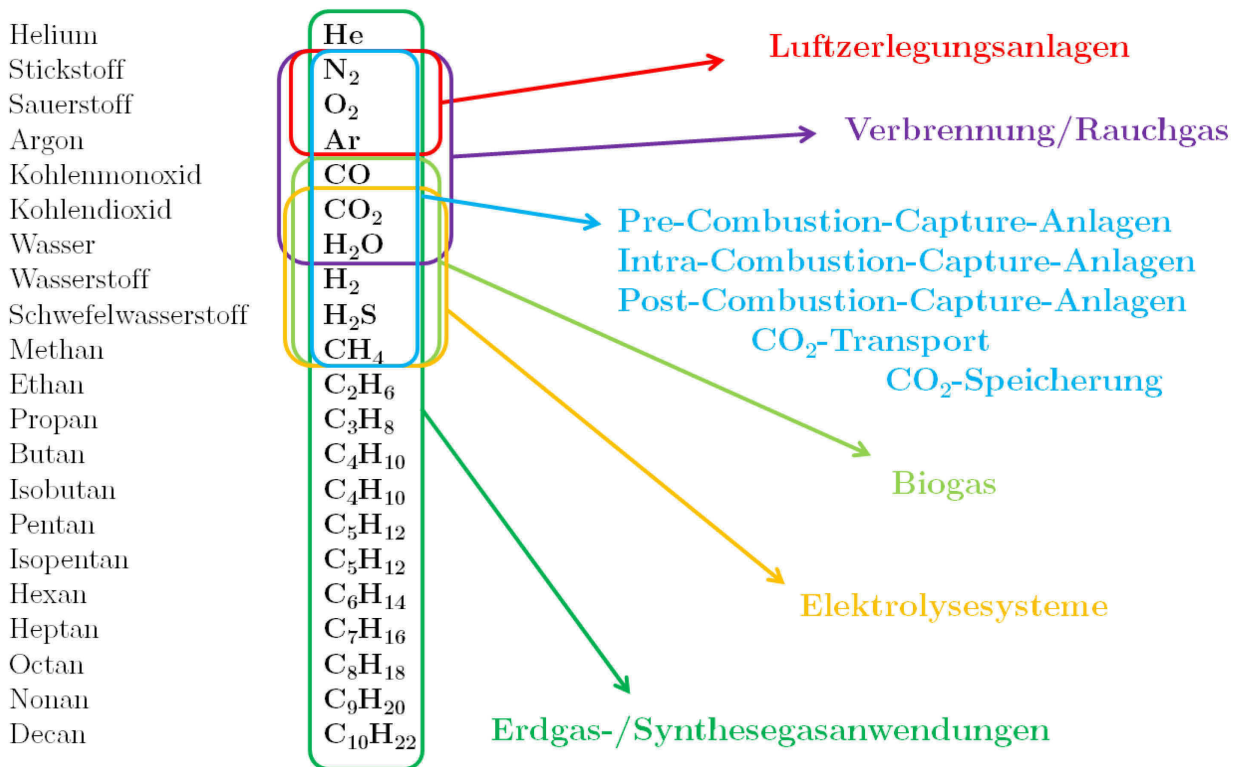 Helium He
Stickstoff N₂
Sauerstoff O₂
Argon Ar
Kohlenmonoxid CO
Kohlendioxid CO₂
Wasser H₂O
Wasserstoff H₂
Schwefelwasserstoff H₂S
Methan CH₄
Ethan C₂H₆
Propan C₃H₈
Butan C₄H₁₀
Isobutan C₄H₁₀
Pentan C₅H₁₂
Isopentan C₅H₁₂
Hexan C₆H₁₄
Heptan C₇H₁₆
Octan C₈H₁₈
Nonan C₉H₂₀
Decan C₁₀H₂₂
Luftzerlegungsanlagen
Verbrennung/Rauchgas
Pre-Combustion-Capture-Anlagen
Intra-Combustion-Capture-Anlagen
Post-Combustion-Capture-Anlagen
CO₂-Transport
CO₂-Speicherung
Biogas
Elektrolysesysteme
Erdgas-/Synthesegasanwendungen